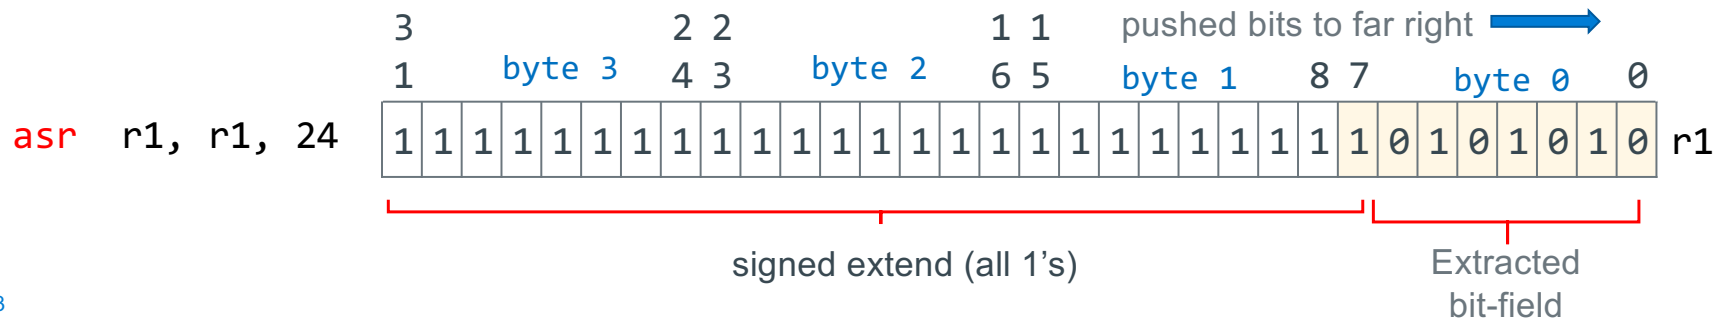 3 2 2 1 1 pushed bits to far right
1 byte 3 4 3 byte 2 6 5 byte 1 8 7 byte 0 0
asr r1, r1, 24 1 1 1 1 1 1 1 1 1 1 1 1 1 1 1 1 1 1 1 1 1 1 1 1 1 0 1 0 1 0 1 0 r1
signed extend (all 1's) Extracted
bit-field